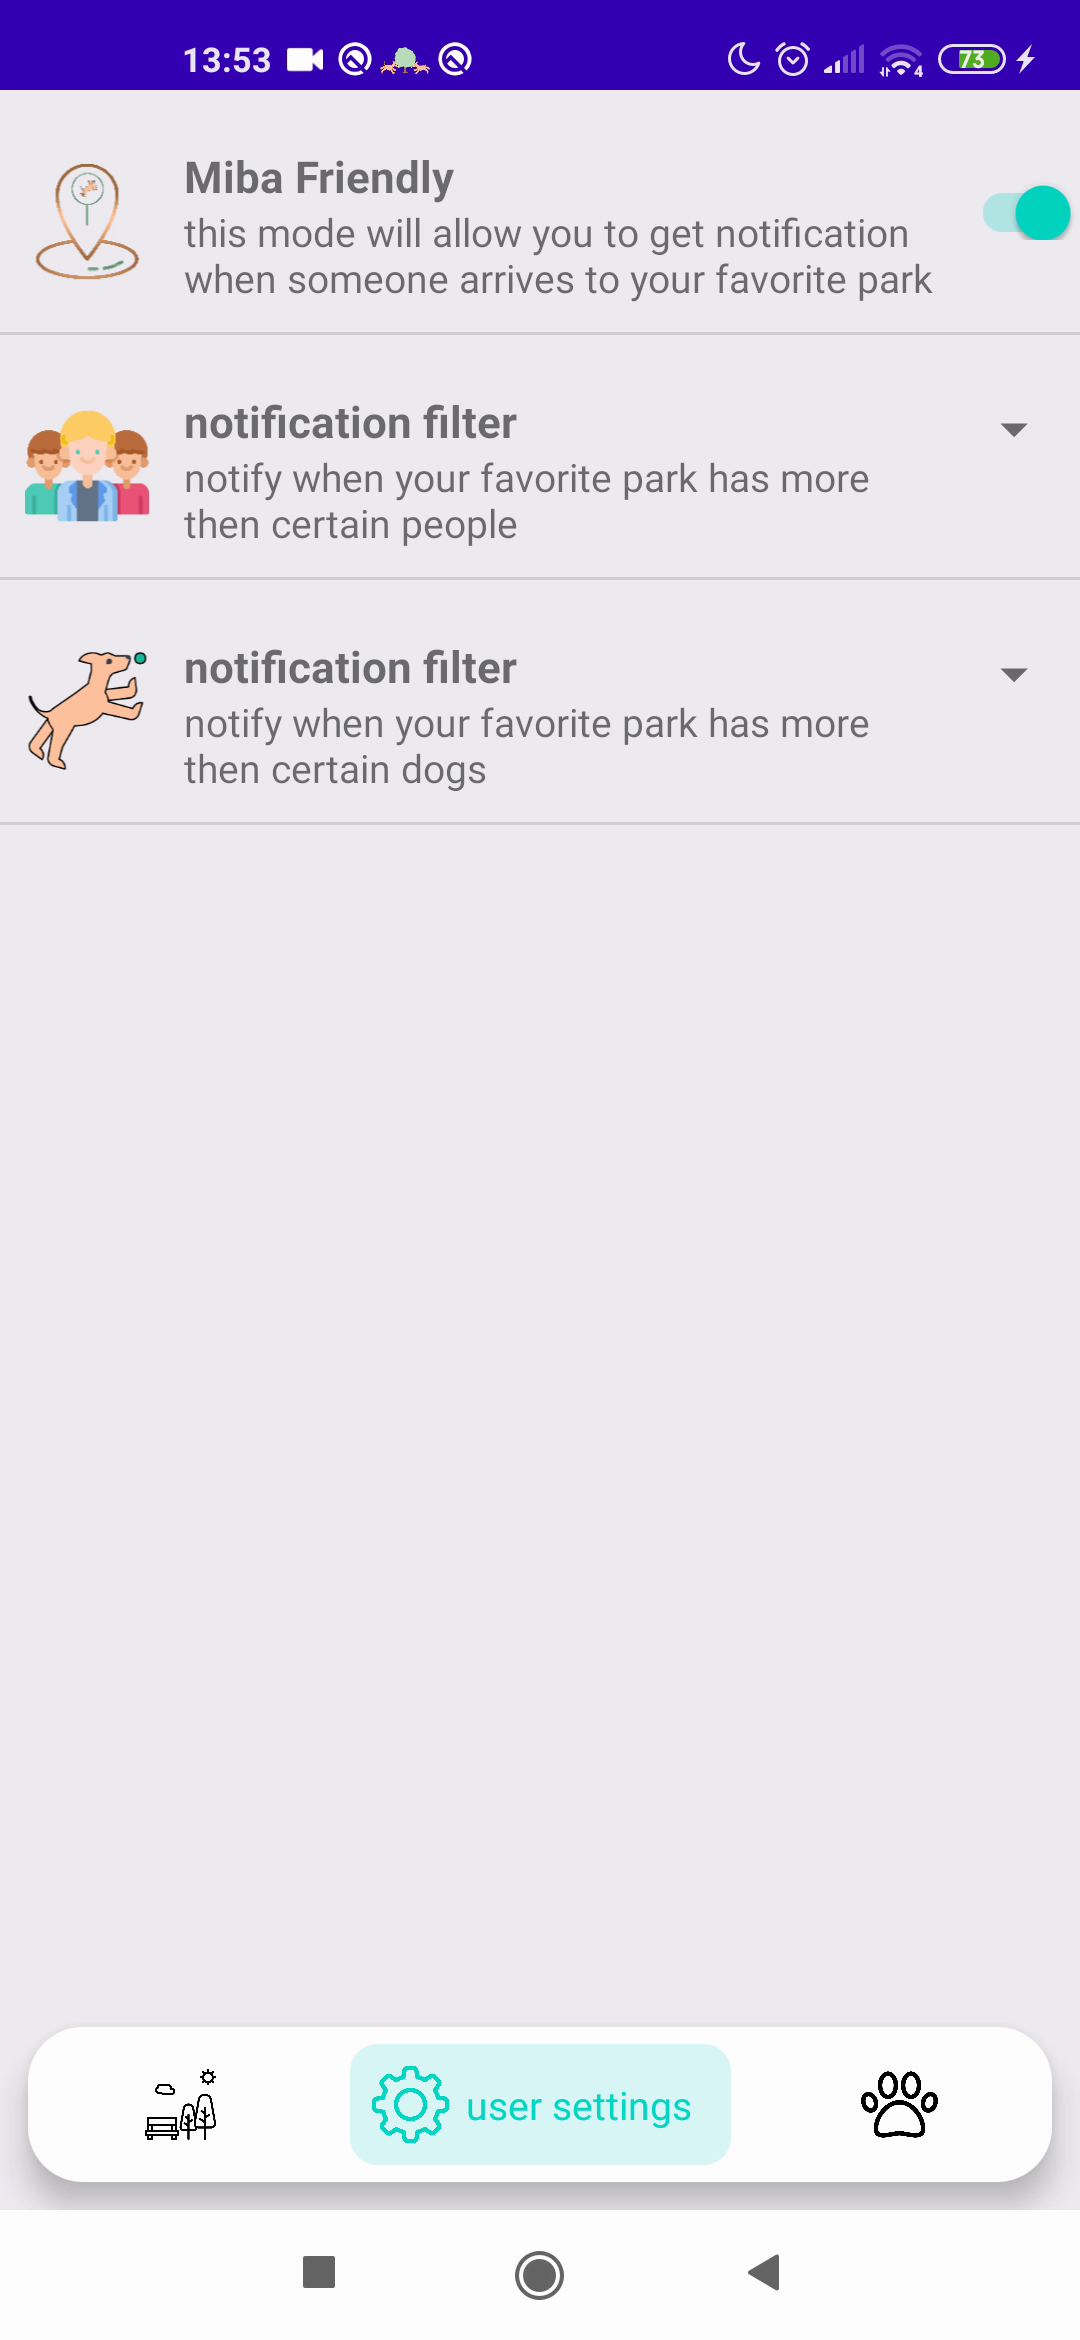 13:53
4
73
Miba Friendly
this mode will allow you to get notification
when someone arrives to your favorite park
notification filter
notify when your favorite park has more
then certain people
notification filter
notify when your favorite park has more
then certain dogs
user settings